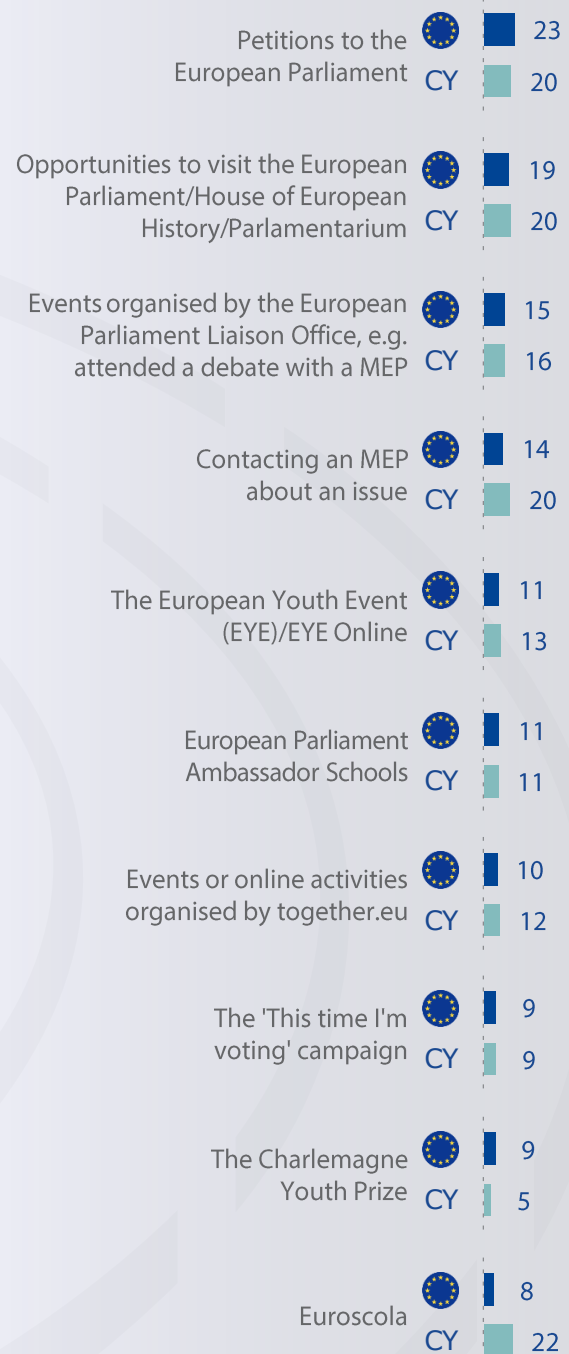 Petitions to the
European Parliament
23
CY 20
Opportunities to visit the European
Parliament/House of European
History/Parlamentarium
19
CY 20
Events organised by the European
Parliament Liaison Office, e.g.
attended a debate with a MEP
15
CY 16
Contacting an MEP
about an issue
14
CY 20
The European Youth Event
(EYE)/EYE Online
11
CY 13
European Parliament
Ambassador Schools
11
CY 11
Events or online activities
organised by together.eu
10
CY 12
The 'This time I'm
voting' campaign
9
CY 9
The Charlemagne
Youth Prize
9
CY 5
Euroscola
8
CY 22